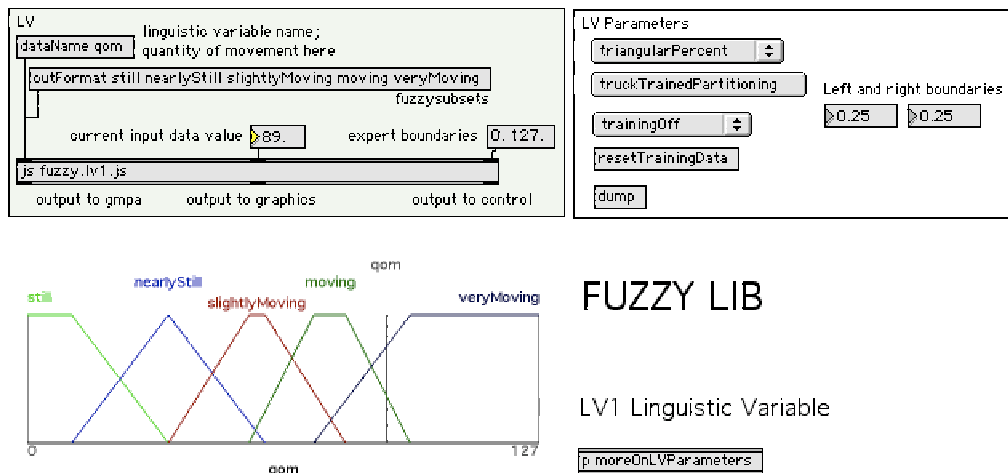 LV
dataName qom
linguistic variable name;
quantity of movement here
outFormat still nearlyStill slightlyMoving moving veryMoving
fuzzysubsets
current input data value
89.
expert boundaries
0. 127.
js fuzzy.lv1.js
output to gmpa
output to graphics
output to control
LV Parameters
triangularPercent
truckTrainedPartitioning
Left and right boundaries
0.25
0.25
trainingOff
resetTrainingData
dump
qom
still
nearlyStill
slightlyMoving
moving
veryMoving
0
127
qom
FUZZY LIB
LV1 Linguistic Variable
p moreOnLVParameters